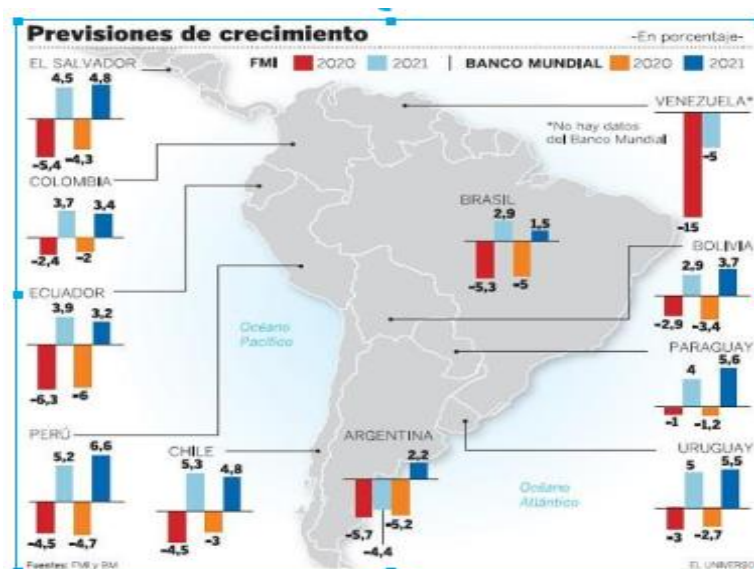 Previsiones de crecimiento
-En porcentaje-
FMI 2020 2021 BANCO MUNDIAL 2020 2021
EL SALVADOR
4,5 4,8
-5,4 -4,3
COLOMBIA
3,7 3,4
-2,4 -2
ECUADOR
3,9 3,2
-6,3 -6
PERÚ
5,2 6,6
-4,5 -4,7
CHILE
5,3 4,8
-4,5 -3
ARGENTINA
2,2
-5,7 -4,4 -5,2
BRASIL
2,9 1,5
-5,3 -5
VENEZUELA*
*No hay datos
del Banco Mundial
-5
-15
BOLIVIA
2,9 3,7
-2,9 -3,4
PARAGUAY
4 5,6
-1 -1,2
URUGUAY
5 5,5
-3 -2,7
Océano
Pacífico
Océano
Atlántico
Fuentes: FMI y BM
EL UNIVERSO